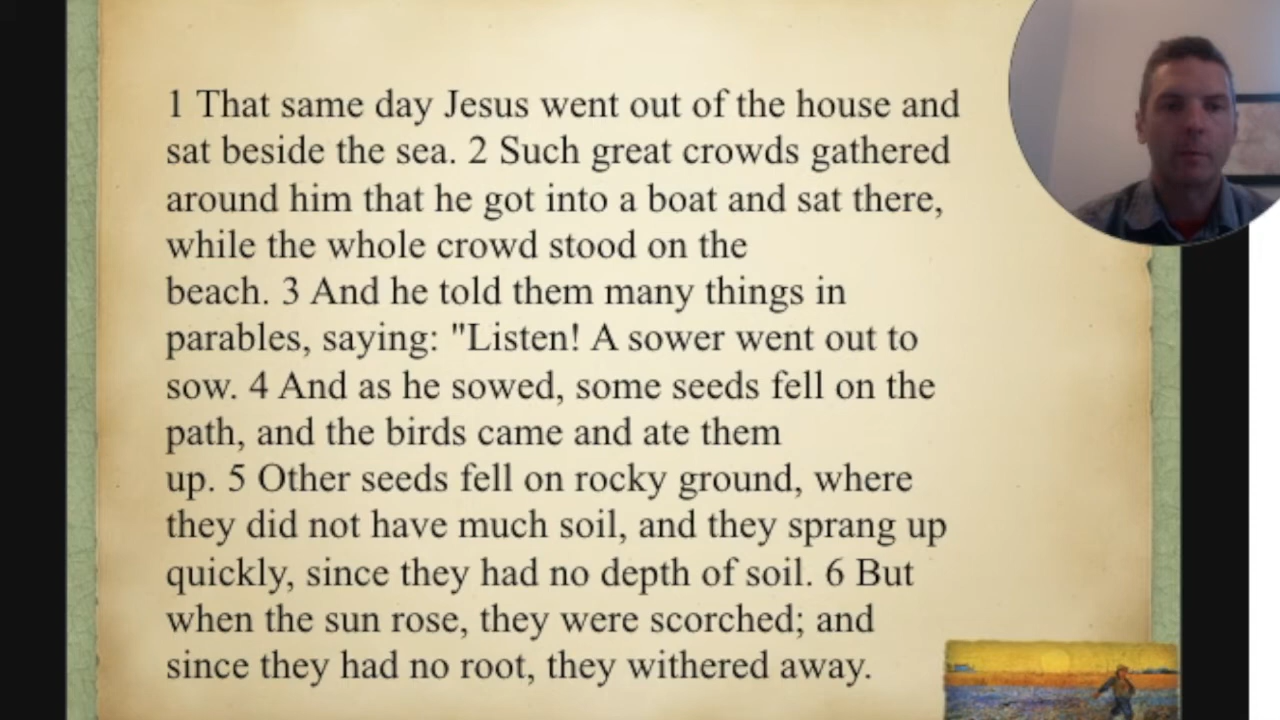 1 That same day Jesus went out of the house and
sat beside the sea. 2 Such great crowds gathered
around him that he got into a boat and sat there,
while the whole crowd stood on the
beach. 3 And he told them many things in
parables, saying: "Listen! A sower went out to
sow. 4 And as he sowed, some seeds fell on the
path, and the birds came and ate them
up. 5 Other seeds fell on rocky ground, where
they did not have much soil, and they sprang up
quickly, since they had no depth of soil. 6 But
when the sun rose, they were scorched; and
since they had no root, they withered away.